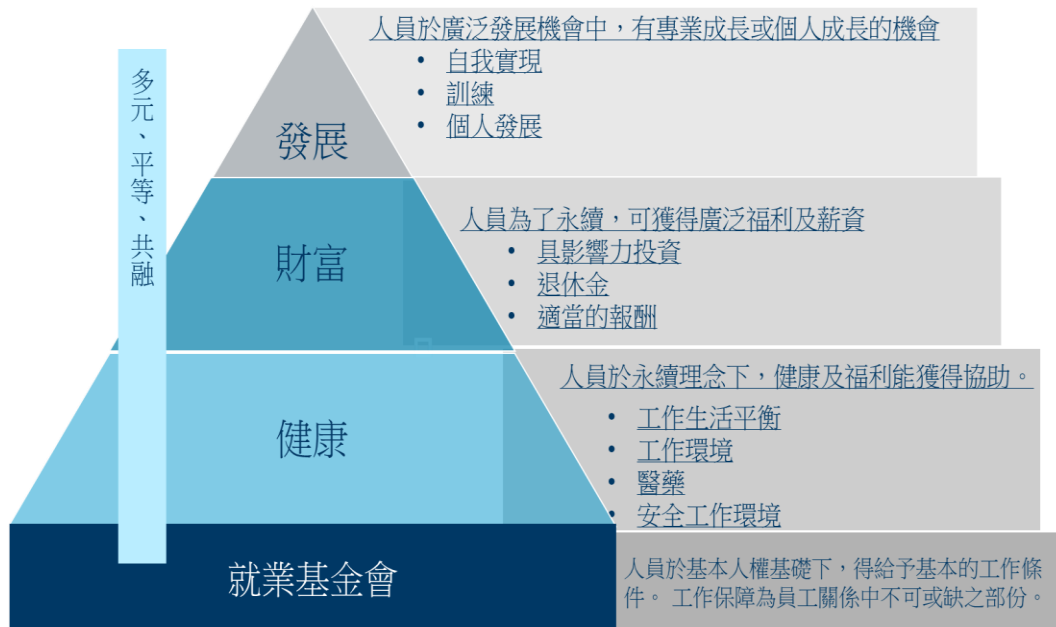 多元、平等、共融
發展
人員於廣泛發展機會中，有專業成長或個人成長的機會
• 自我實現
• 訓練
• 個人發展
財富
人員為了永續，可獲得廣泛福利及薪資
• 具影響力投資
• 退休金
• 適當的報酬
健康
人員於永續理念下，健康及福利能獲得協助。
• 工作生活平衡
• 工作環境
• 醫藥
• 安全工作環境
就業基金會
人員於基本人權基礎下，得給予基本的工作條
件。 工作保障為員工關係中不可或缺之部份。